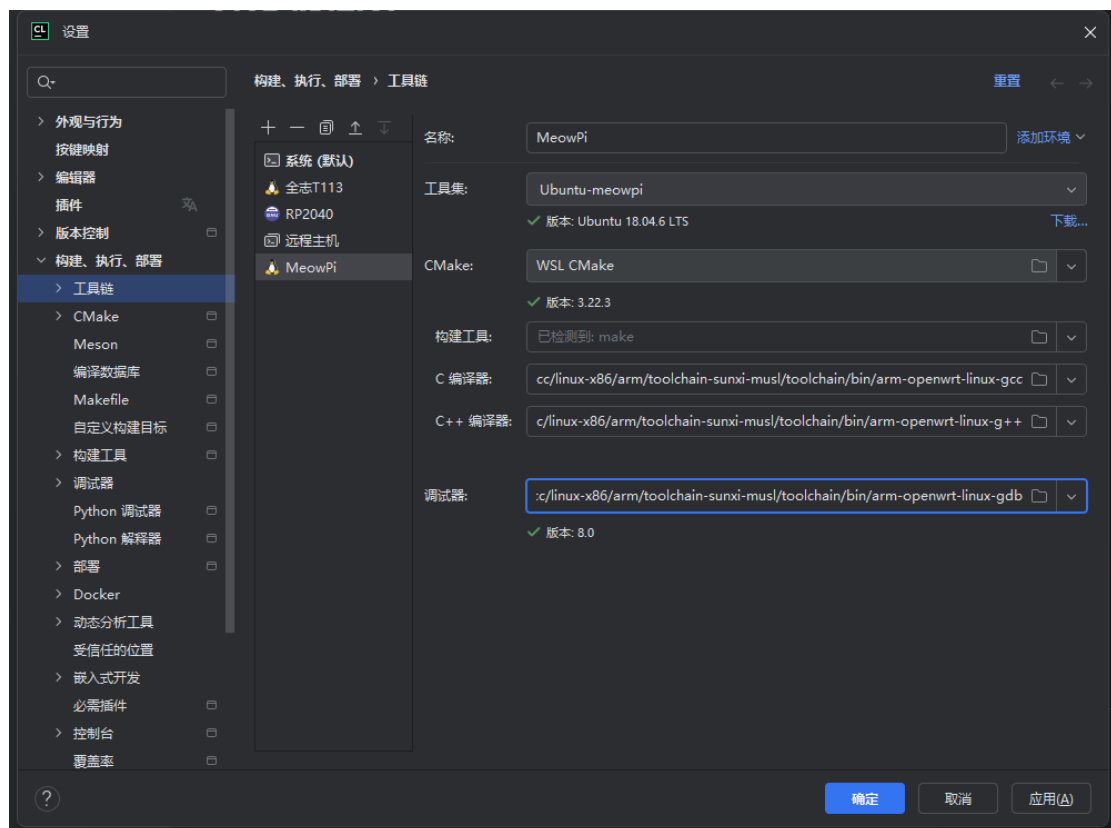 CL 设置
构建、执行、部署 › 工具链
重置
外观与行为
按键映射
编辑器
插件
版本控制
构建、执行、部署
工具链
CMake
Meson
编译数据库
Makefile
自定义构建目标
构建工具
调试器
Python 调试器
Python 解释器
部署
Docker
动态分析工具
受信任的位置
嵌入式开发
必需插件
控制台
覆盖率
系统 (默认)
全志T113
RP2040
远程主机
MeowPi
名称: MeowPi 添加环境
工具集: Ubuntu-meowpi
版本: Ubuntu 18.04.6 LTS 下载...
CMake: WSL CMake
版本: 3.22.3
构建工具: 已检测到: make
C 编译器: cc/linux-x86/arm/toolchain-sunxi-musl/toolchain/bin/arm-openwrt-linux-gcc
C++ 编译器: c/linux-x86/arm/toolchain-sunxi-musl/toolchain/bin/arm-openwrt-linux-g++
调试器: :c/linux-x86/arm/toolchain-sunxi-musl/toolchain/bin/arm-openwrt-linux-gdb
版本: 8.0
? 确定 取消 应用(A)